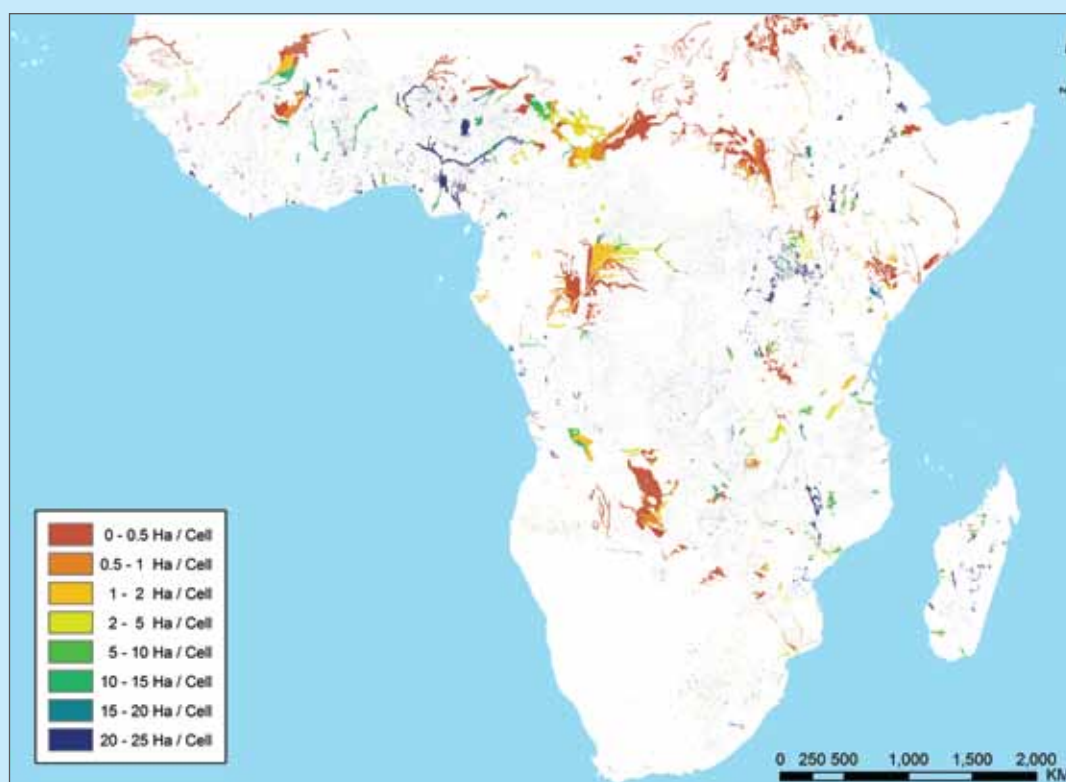 0 - 0.5 Ha / Cell
0.5 - 1 Ha / Cell
1 - 2 Ha / Cell
2 - 5 Ha / Cell
5 - 10 Ha / Cell
10 - 15 Ha / Cell
15 - 20 Ha / Cell
20 - 25 Ha / Cell
0 250 500 1,000 1,500 2,000
KM